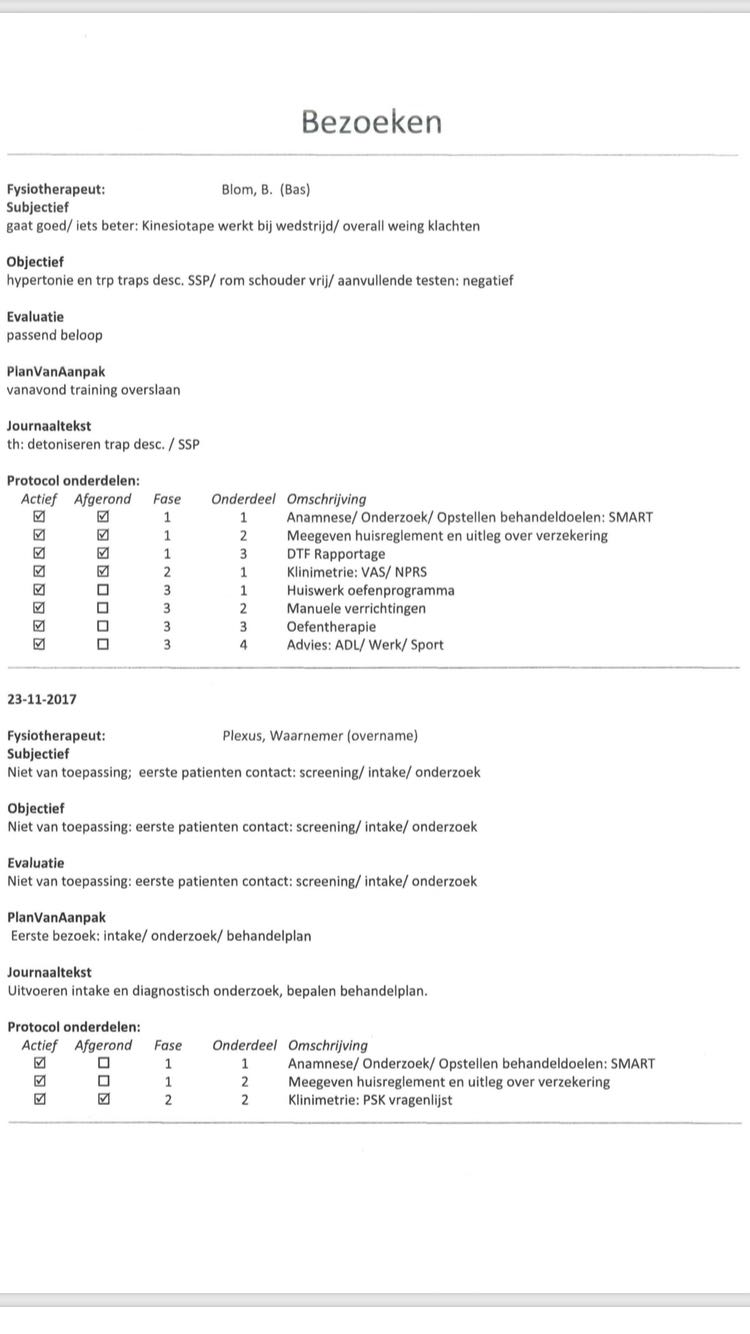 Bezoeken
Fysiotherapeut: Blom, B. (Bas)
Subjectief
gaat goed/ iets beter: Kinesiotape werkt bij wedstrijd/ overall weing klachten
Objectief
hypertonie en trp traps desc. SSP/ rom schouder vrij/ aanvullende testen: negatief
Evaluatie
passend beloop
PlanVanAanpak
vanavond training overslaan
Journaaltekst
th: detoniseren trap desc. / SSP
Protocol onderdelen:
Actief Afgerond Fase Onderdeel Omschrijving
☑ ☑ 1 1 Anamnese/ Onderzoek/ Opstellen behandeldoelen: SMART
☑ ☑ 1 2 Meegeven huisreglement en uitleg over verzekering
☑ ☑ 1 3 DTF Rapportage
☑ ☑ 2 1 Klinimetrie: VAS/ NPRS
☑ ☐ 3 1 Huiswerk oefenprogramma
☑ ☐ 3 2 Manuele verrichtingen
☑ ☐ 3 3 Oefentherapie
☑ ☐ 3 4 Advies: ADL/ Werk/ Sport
23-11-2017
Fysiotherapeut: Plexus, Waarnemer (overname)
Subjectief
Niet van toepassing; eerste patienten contact: screening/ intake/ onderzoek
Objectief
Niet van toepassing: eerste patienten contact: screening/ intake/ onderzoek
Evaluatie
Niet van toepassing: eerste patienten contact: screening/ intake/ onderzoek
PlanVanAanpak
Eerste bezoek: intake/ onderzoek/ behandelplan
Journaaltekst
Uitvoeren intake en diagnostisch onderzoek, bepalen behandelplan.
Protocol onderdelen:
Actief Afgerond Fase Onderdeel Omschrijving
☑ ☐ 1 1 Anamnese/ Onderzoek/ Opstellen behandeldoelen: SMART
☑ ☐ 1 2 Meegeven huisreglement en uitleg over verzekering
☑ ☑ 2 2 Klinimetrie: PSK vragenlijst